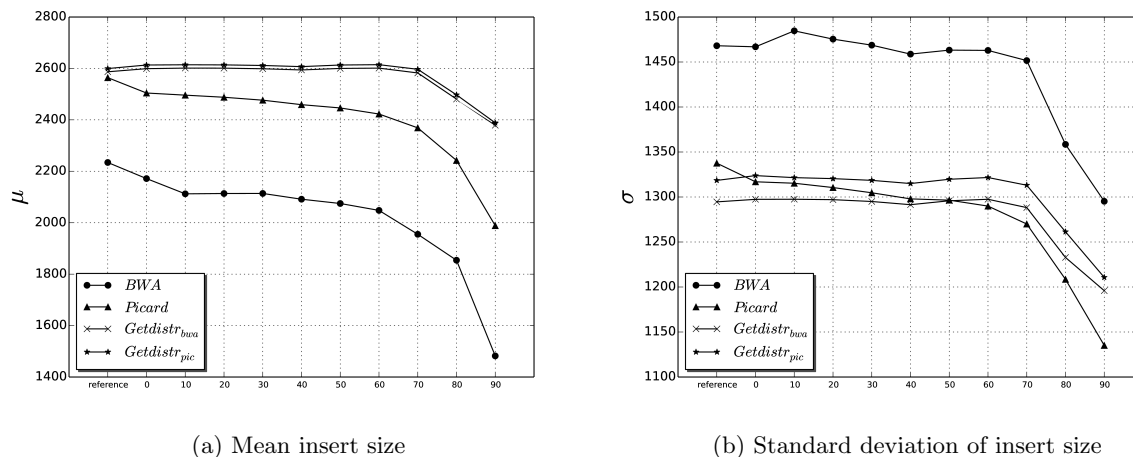 2800
2600
2400
2200
2000
1800
1600
1400
μ
BWA
Picard
Getdistr_bwa
Getdistr_pic
reference 0 10 20 30 40 50 60 70 80 90
(a) Mean insert size
1500
1450
1400
1350
1300
1250
1200
1150
1100
σ
BWA
Picard
Getdistr_bwa
Getdistr_pic
reference 0 10 20 30 40 50 60 70 80 90
(b) Standard deviation of insert size